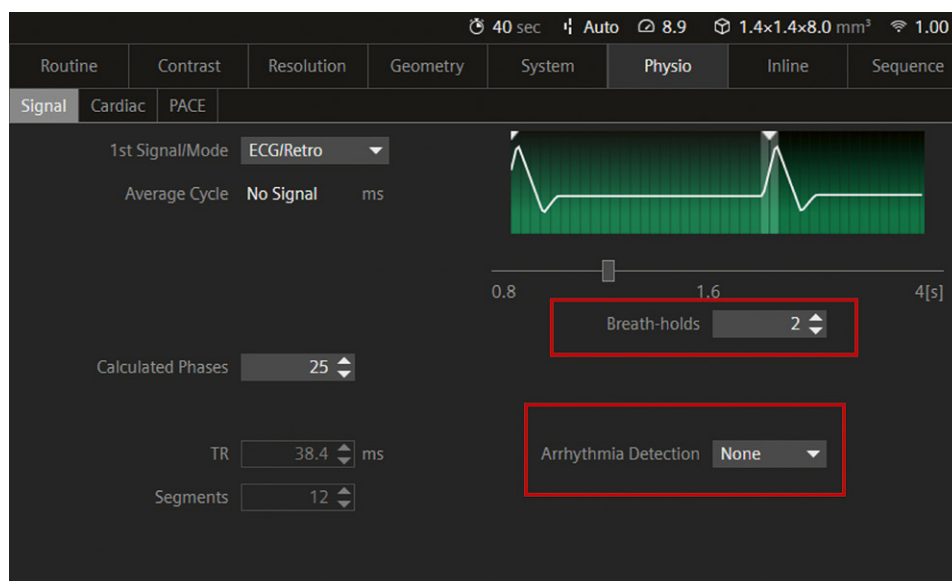 40 sec Auto 8.9 1.4×1.4×8.0 mm³ 1.00
Routine Contrast Resolution Geometry System Physio Inline Sequence
Signal Cardiac PACE
1st Signal/Mode ECG/Retro
Average Cycle No Signal ms
0.8 1.6 4[s]
Breath-holds 2
Calculated Phases 25
TR 38.4 ms
Arrhythmia Detection None
Segments 12